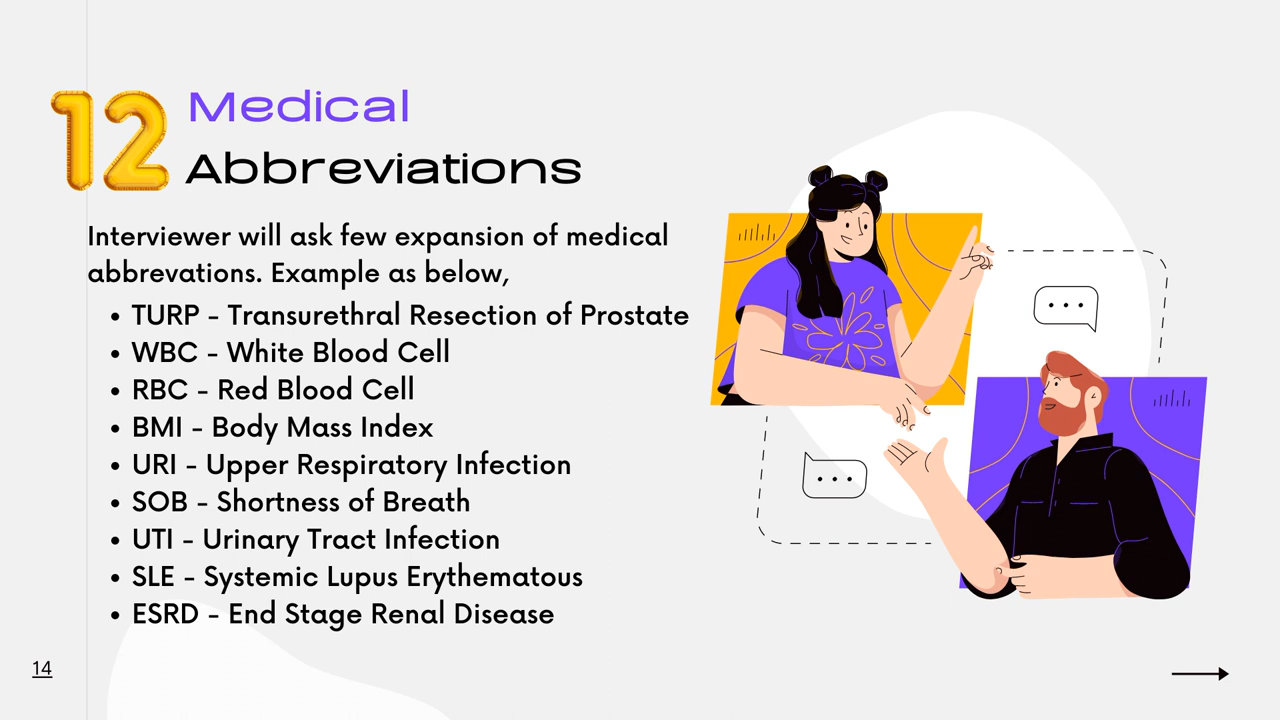 12
Medical
Abbreviations
Interviewer will ask few expansion of medical
abbrevations. Example as below,
• TURP - Transurethral Resection of Prostate
• WBC - White Blood Cell
• RBC - Red Blood Cell
• BMI - Body Mass Index
• URI - Upper Respiratory Infection
• SOB - Shortness of Breath
• UTI - Urinary Tract Infection
• SLE - Systemic Lupus Erythematous
• ESRD - End Stage Renal Disease
14